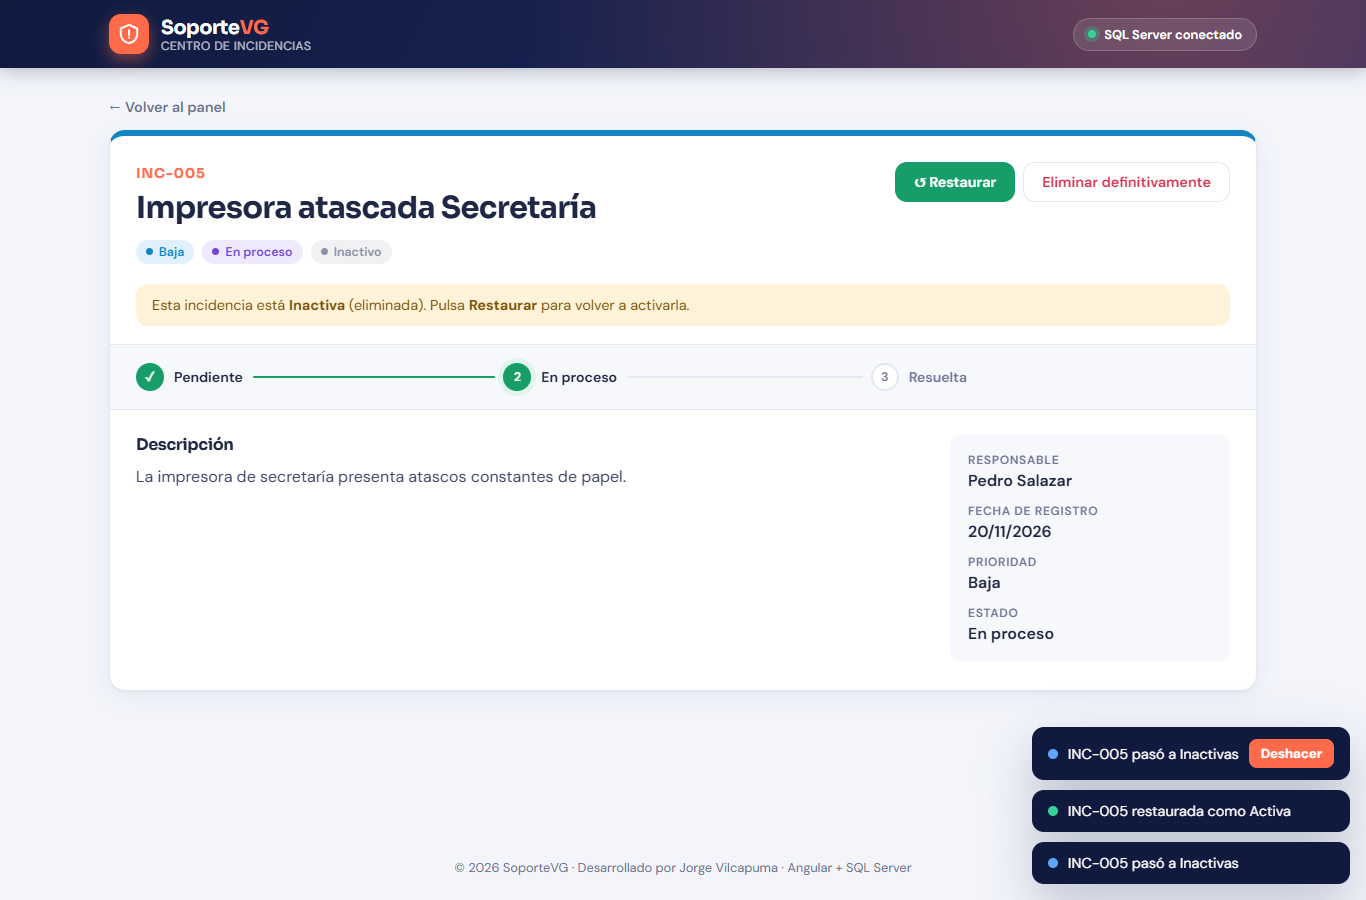 SoporteVG
CENTRO DE INCIDENCIAS
SQL Server conectado
← Volver al panel
INC-005
Impresora atascada Secretaría
↺ Restaurar
Eliminar definitivamente
Baja
En proceso
Inactivo
Esta incidencia está Inactiva (eliminada). Pulsa Restaurar para volver a activarla.
✓ Pendiente
2 En proceso
3 Resuelta
Descripción
La impresora de secretaría presenta atascos constantes de papel.
RESPONSABLE
Pedro Salazar
FECHA DE REGISTRO
20/11/2026
PRIORIDAD
Baja
ESTADO
En proceso
INC-005 pasó a Inactivas Deshacer
INC-005 restaurada como Activa
INC-005 pasó a Inactivas
© 2026 SoporteVG · Desarrollado por Jorge Vilcapuma · Angular + SQL Server